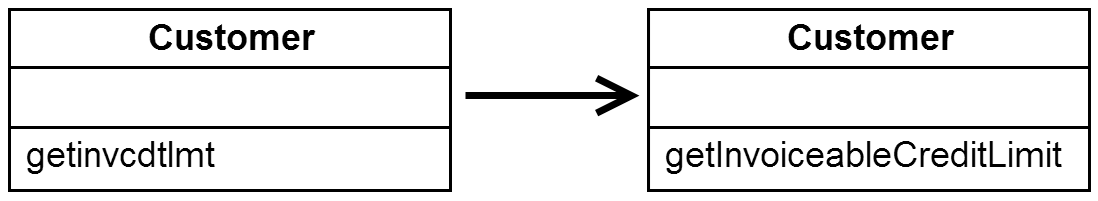 Customer
getinvcdtlmt
Customer
getInvoiceableCreditLimit